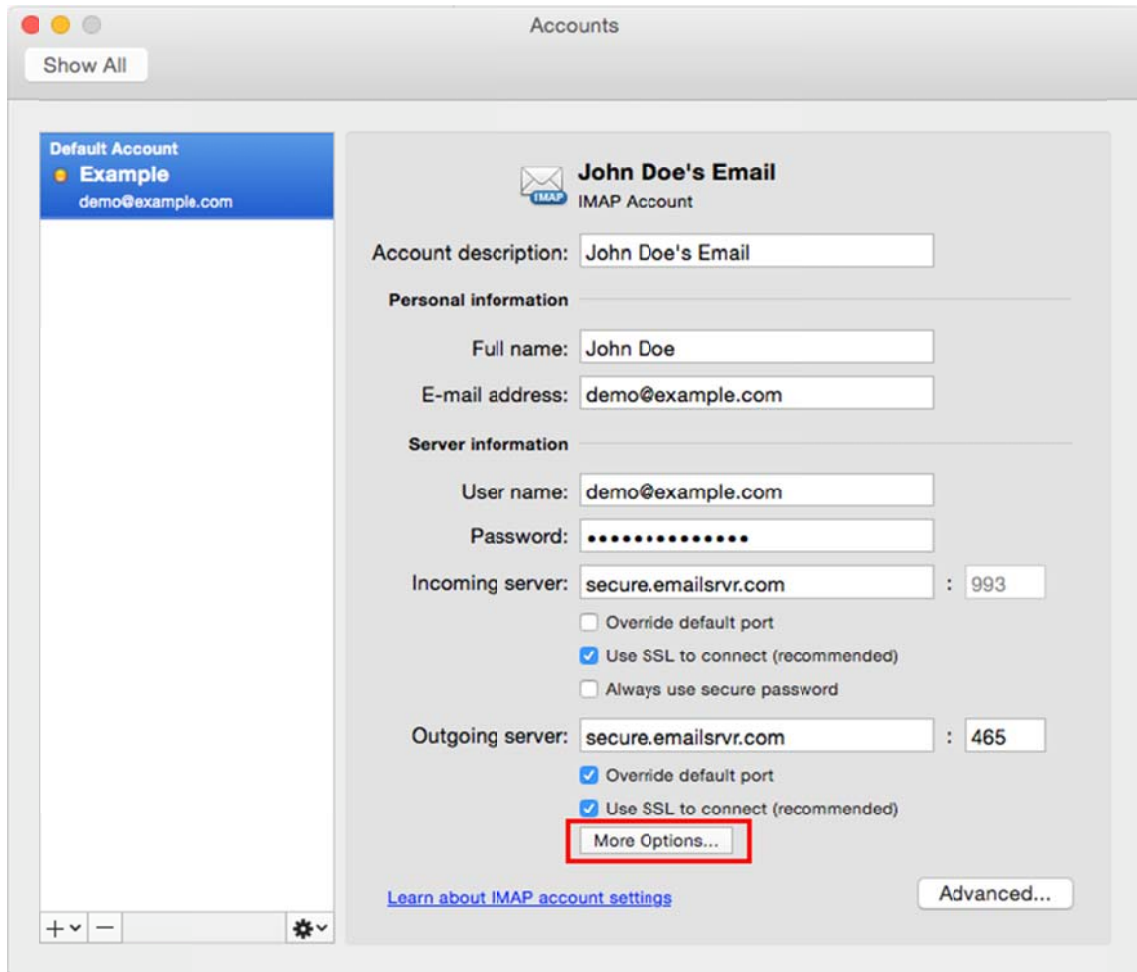 Accounts
Show All
Default Account
Example
demo@example.com
John Doe's Email
IMAP
IMAP Account
Account description: John Doe's Email
Personal information
Full name: John Doe
E-mail address: demo@example.com
Server information
User name: demo@example.com
Password: ••••••••••••••
Incoming server: secure.emailsrvr.com : 993
Override default port
Use SSL to connect (recommended)
Always use secure password
Outgoing server: secure.emailsrvr.com : 465
Override default port
Use SSL to connect (recommended)
More Options...
Learn about IMAP account settings
Advanced...